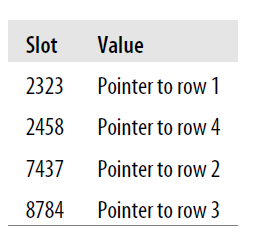 Slot Value
2323 Pointer to row 1
2458 Pointer to row 4
7437 Pointer to row 2
8784 Pointer to row 3